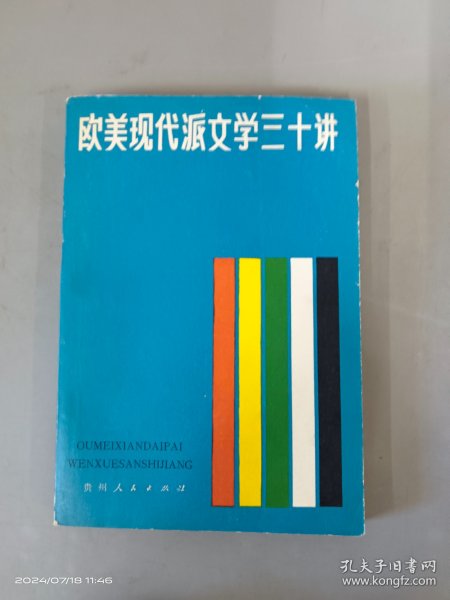 欧美现代派文学三十讲
OUMEIXIANDAIPAI
WENXUESANSHIJIANG
贵州人民出版社
2024/07/18 11:46
孔夫子旧书网
www.kongfz.com